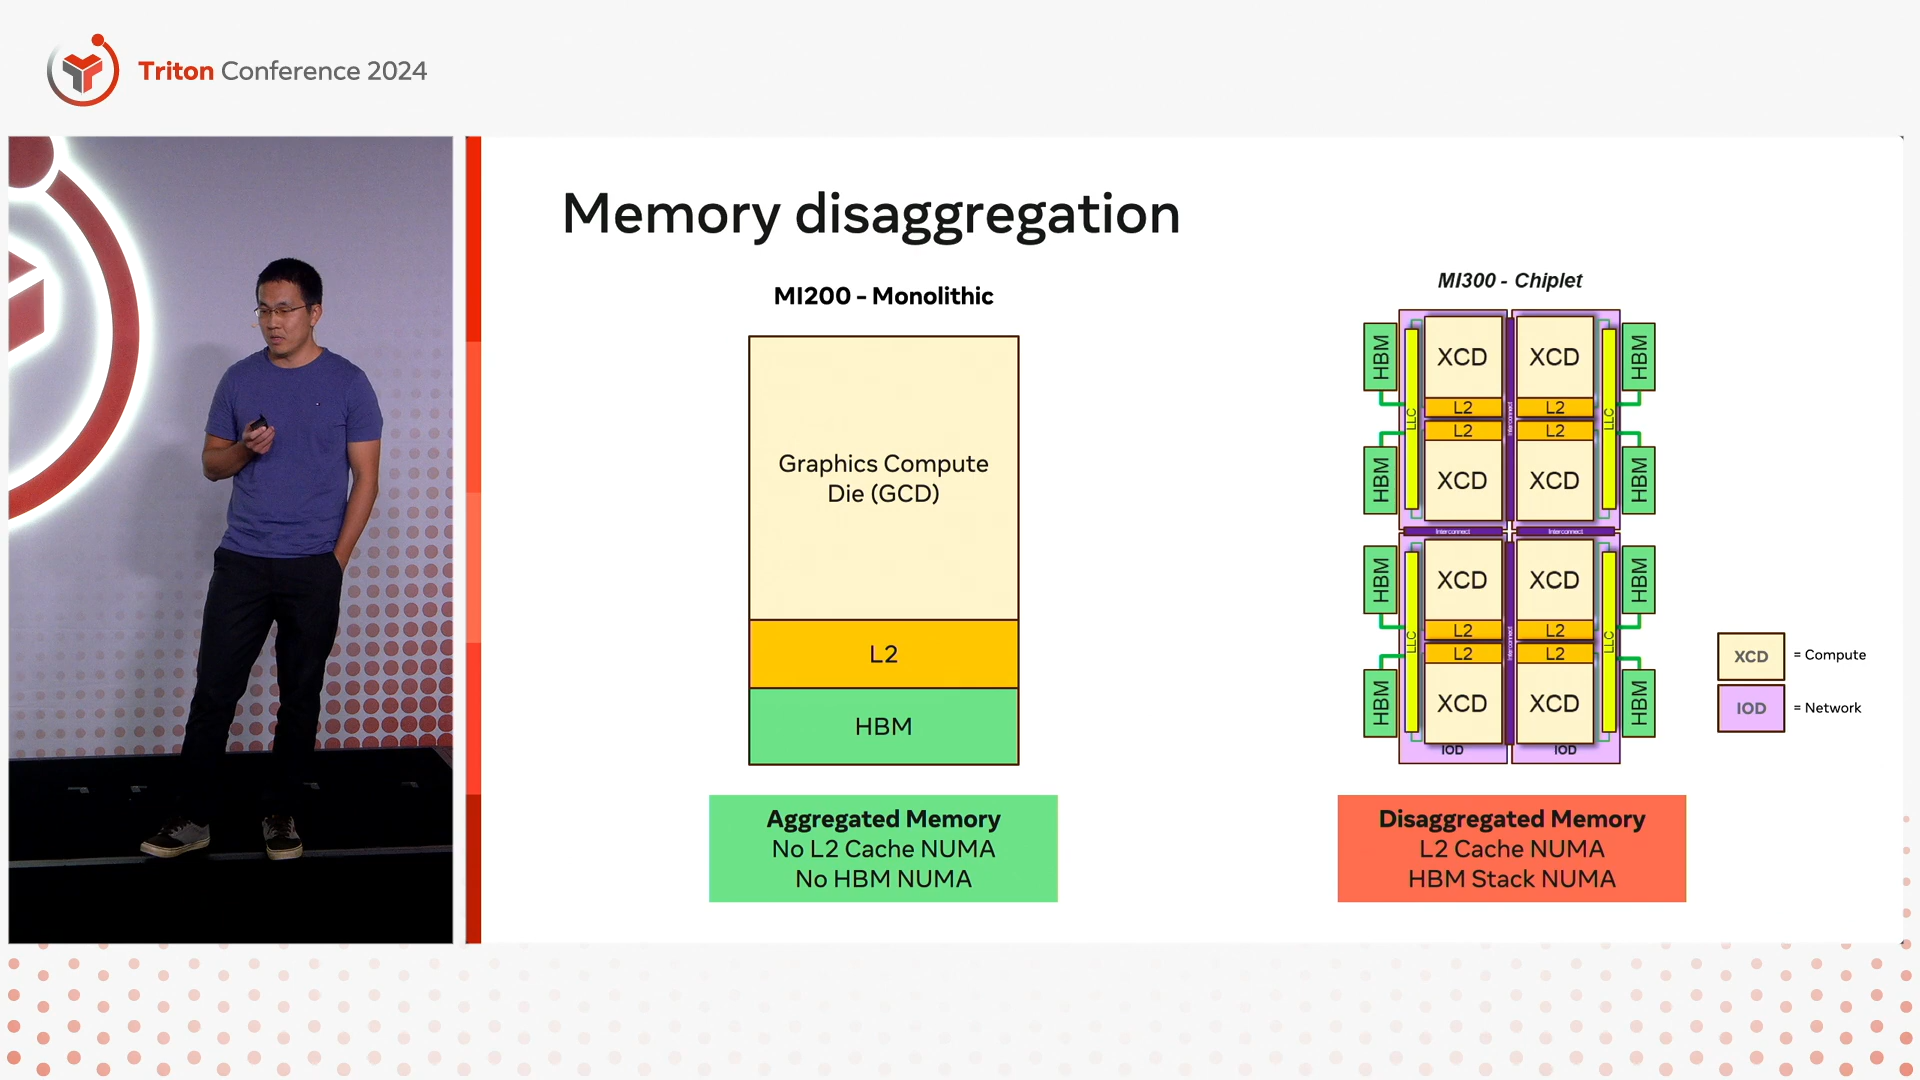 Triton Conference 2024
Memory disaggregation
MI200 - Monolithic
Graphics Compute
Die (GCD)
L2
HBM
Aggregated Memory
No L2 Cache NUMA
No HBM NUMA
MI300 - Chiplet
HBM
LLC
XCD
XCD
LLC
HBM
L2
L2
Interconnect
L2
L2
HBM
XCD
XCD
HBM
Interconnect
Interconnect
HBM
LLC
XCD
XCD
LLC
HBM
L2
L2
Interconnect
L2
L2
HBM
XCD
XCD
HBM
IOD
IOD
XCD = Compute
IOD = Network
Disaggregated Memory
L2 Cache NUMA
HBM Stack NUMA